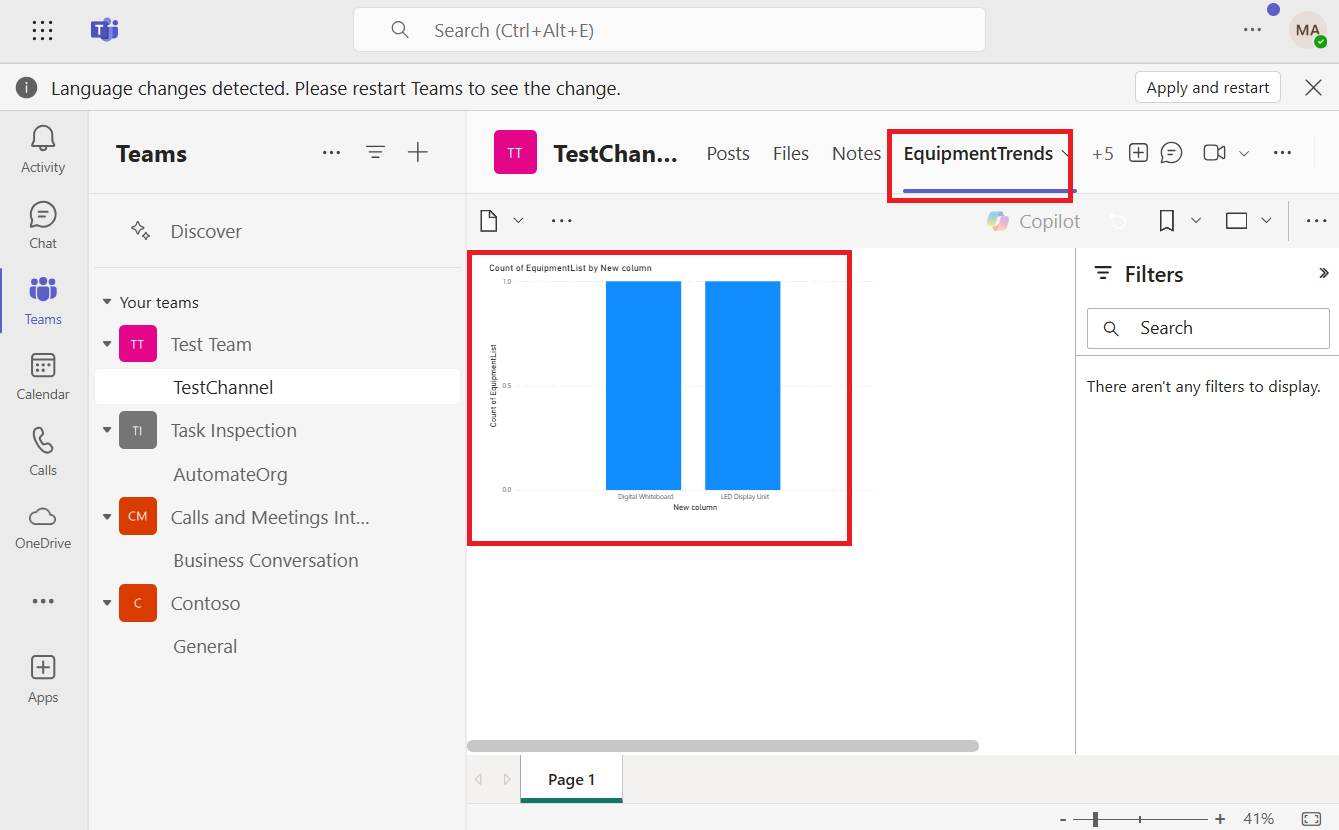 Search (Ctrl+Alt+E)
MA
Language changes detected. Please restart Teams to see the change.
Apply and restart
Activity
Chat
Teams
Calendar
Calls
OneDrive
Apps
Teams
Discover
Your teams
TT Test Team
TestChannel
TI Task Inspection
AutomateOrg
CM Calls and Meetings Int...
Business Conversation
C Contoso
General
TT TestChan... Posts Files Notes EquipmentTrends +5
Copilot
Count of EquipmentList by New column
1.0
0.5
0.0
Count of EquipmentList
Digital Whiteboard LED Display Unit
New column
Filters
Search
There aren't any filters to display.
Page 1
- + 41%